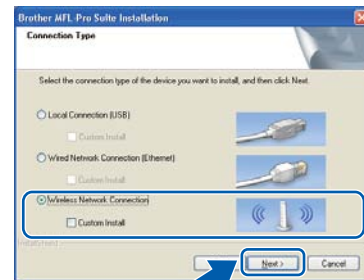 Brother MFL-Pro Suite Installation
Connection Type
Select the connection type of the device you want to install, and then click Next.
Local Connection (USB)
Custom Install
Wired Network Connection (Ethernet)
Custom Install
Wireless Network Connection
Custom Install
InstallShield
Next >
Cancel